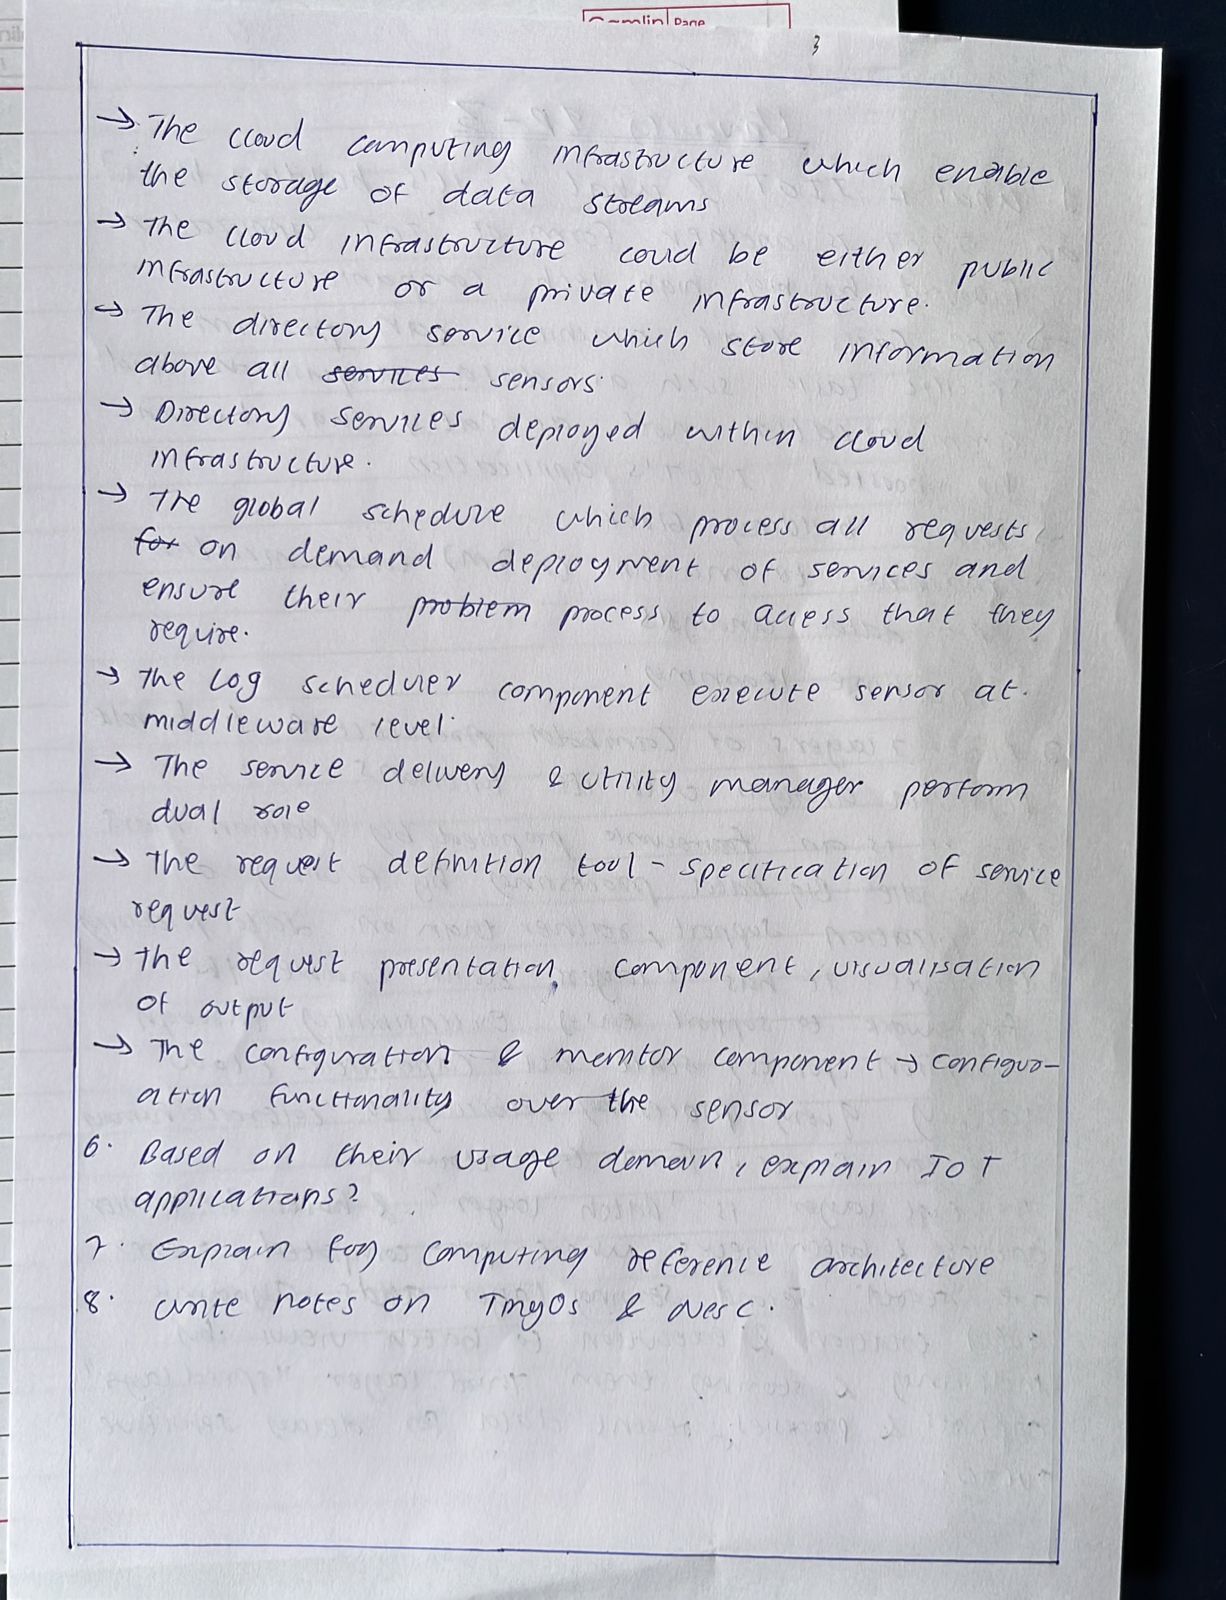 Camlin Page
3
→ The cloud computing infrastructure which enable
the storage of data streams
→ The cloud infrastructure could be either public
infrastructure or a private infrastructure.
→ The directory service which store information
above all services sensors.
→ Directory services deployed within cloud
infrastructure.
→ The global schedure which process all requests
for on demand deployment of services and
ensure their problem process to access that they
require.
→ The Log scheduler component execute sensor at.
middleware level.
→ The service delivery & utility manager perform
dual role
→ The request definition tool - specification of service
request
→ The request presentation, component, visualisation
of output
→ The configuration & monitor component → configur-
ation functionality over the sensor
6. Based on their usage domain, explain IoT
applications?
7. Explain fog computing reference architecture
8. write notes on TinyOs & nesc.